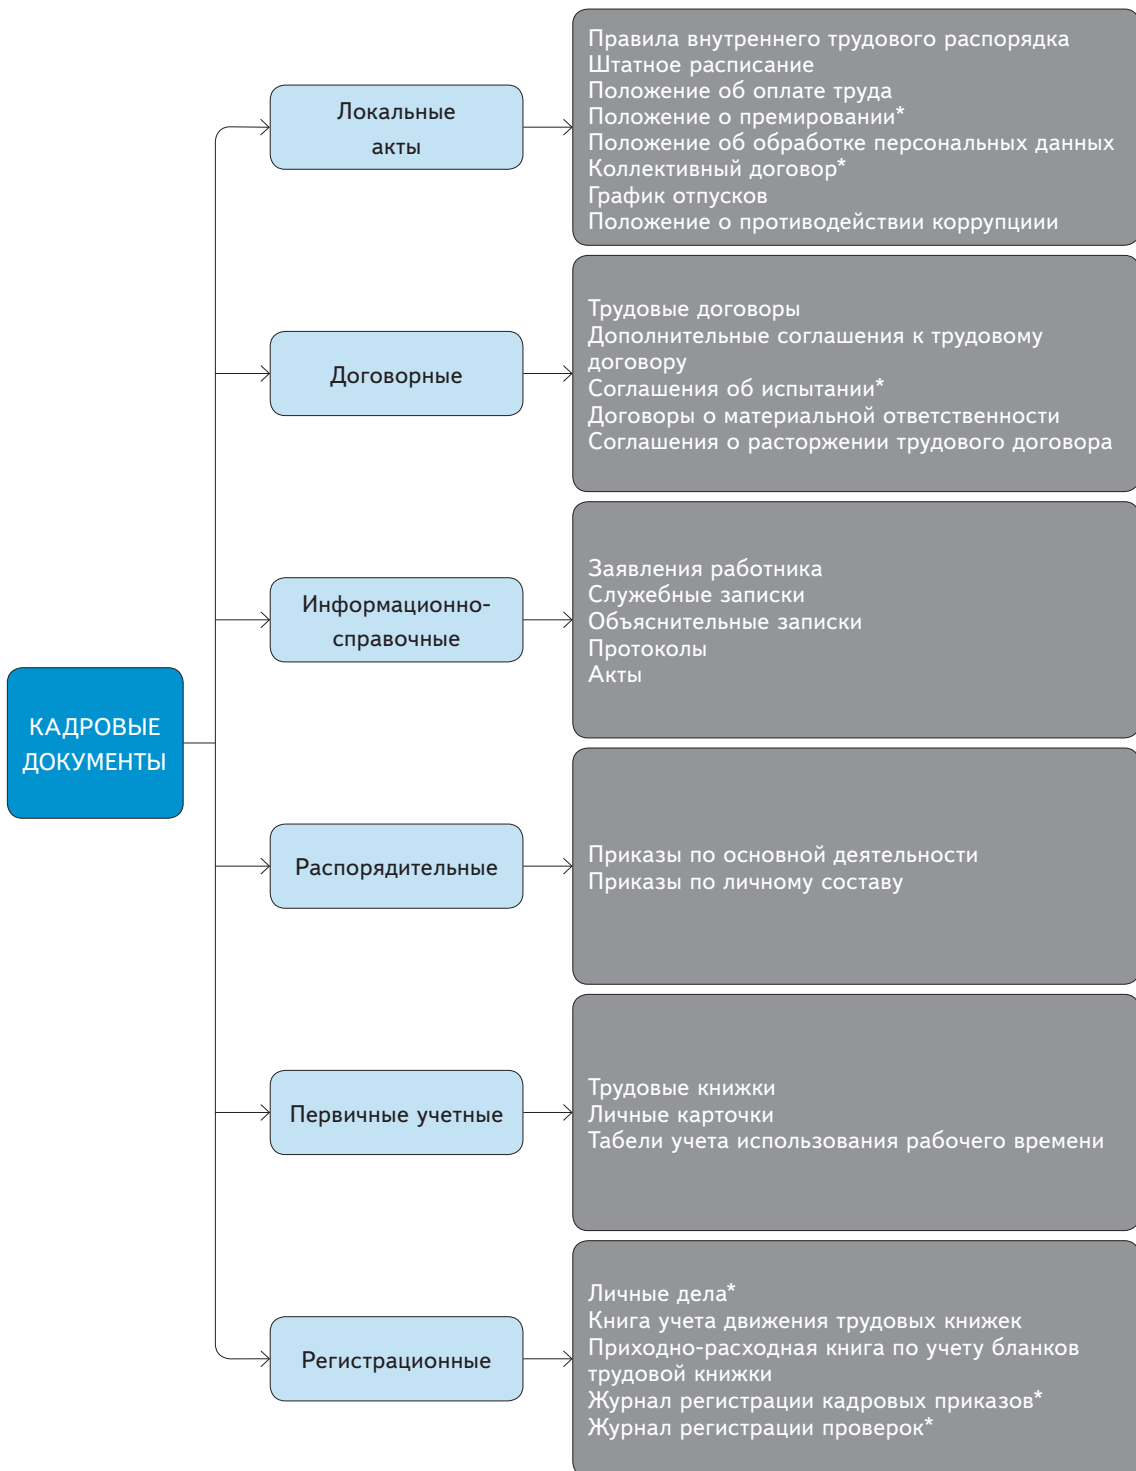 КАДРОВЫЕ
ДОКУМЕНТЫ
Локальные
акты
Правила внутреннего трудового распорядка
Штатное расписание
Положение об оплате труда
Положение о премировании*
Положение об обработке персональных данных
Коллективный договор*
График отпусков
Положение о противодействии коррупциии
Договорные
Трудовые договоры
Дополнительные соглашения к трудовому
договору
Соглашения об испытании*
Договоры о материальной ответственности
Соглашения о расторжении трудового договора
Информационно-
справочные
Заявления работника
Служебные записки
Объяснительные записки
Протоколы
Акты
Распорядительные
Приказы по основной деятельности
Приказы по личному составу
Первичные учетные
Трудовые книжки
Личные карточки
Табели учета использования рабочего времени
Регистрационные
Личные дела*
Книга учета движения трудовых книжек
Приходно-расходная книга по учету бланков
трудовой книжки
Журнал регистрации кадровых приказов*
Журнал регистрации проверок*